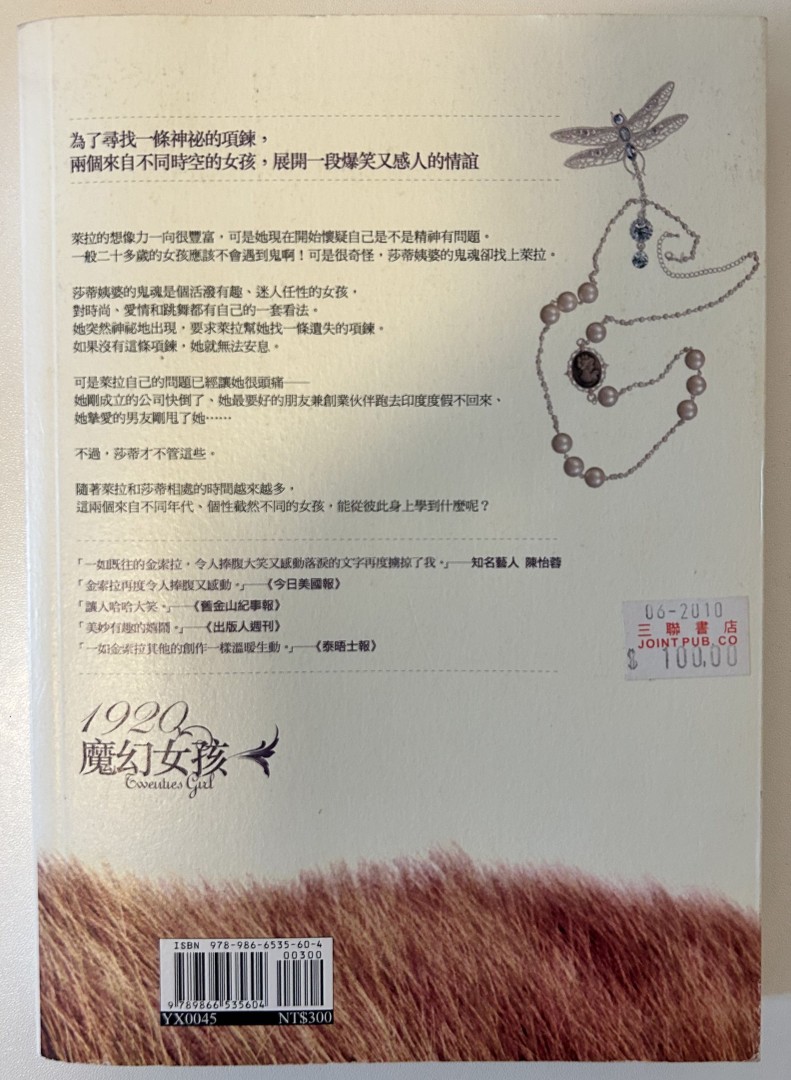 為了尋找一條神祕的項鍊，
兩個來自不同時空的女孩，展開一段爆笑又感人的情誼
萊拉的想像力一向很豐富，可是她現在開始懷疑自己是不是精神有問題。
一般二十多歲的女孩應該不會遇到鬼啊！可是很奇怪，莎蒂姨婆的鬼魂卻找上萊拉。
莎蒂姨婆的鬼魂是個活潑有趣、迷人任性的女孩，
對時尚、愛情和跳舞都有自己的一套看法。
她突然神祕地出現，要求萊拉幫她找一條遺失的項鍊。
如果沒有這條項鍊，她就無法安息。
可是萊拉自己的問題已經讓她很頭痛——
她剛成立的公司快倒了、她最要好的朋友兼創業伙伴跑去印度度假不回來、
她摯愛的男友剛甩了她……
不過，莎蒂才不管這些。
隨著萊拉和莎蒂相處的時間越來越多，
這兩個來自不同年代、個性截然不同的女孩，能從彼此身上學到什麼呢？
「一如既往的金索拉，令人捧腹大笑又感動落淚的文字再度擄掠了我。」——知名藝人 陳怡蓉
「金索拉再度令人捧腹又感動。」——《今日美國報》
「讓人哈哈大笑。」——《舊金山紀事報》
「美妙有趣的嬉鬧。」——《出版人週刊》
「一如金索拉其他的創作一樣溫暖生動。」——《泰晤士報》
06-2010
三聯書店
JOINT PUB. CO
$ 100.00
1920
魔幻女孩
Twenties Girl
ISBN 978-986-6535-60-4
00300
9 789866 535604
YX0045 NT$300